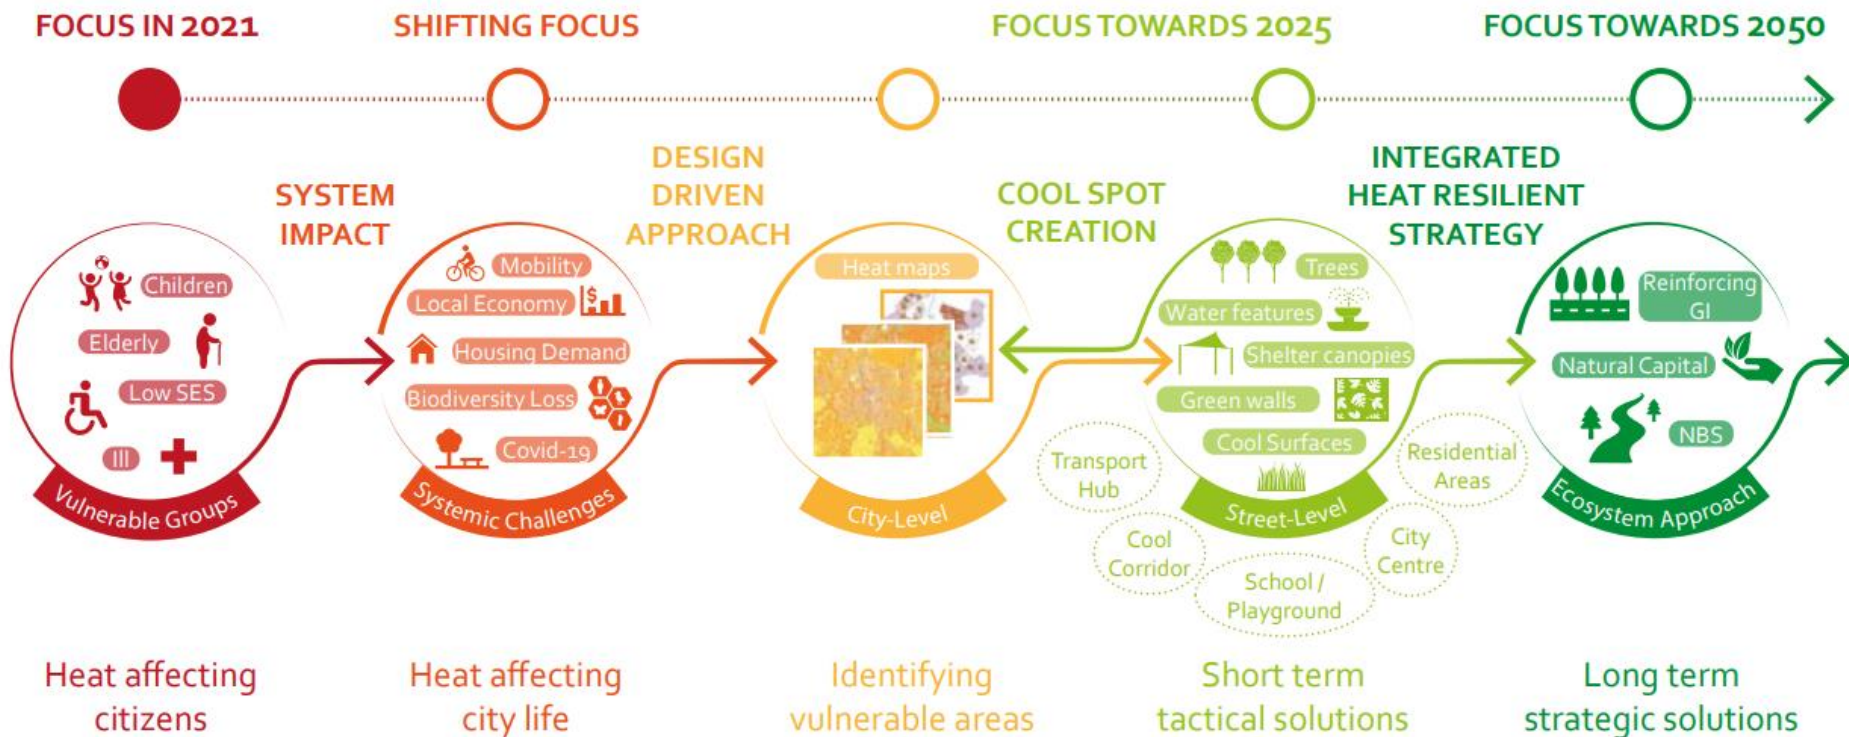 FOCUS IN 2021
SHIFTING FOCUS
FOCUS TOWARDS 2025
FOCUS TOWARDS 2050
SYSTEM
IMPACT
DESIGN
DRIVEN
APPROACH
COOL SPOT
CREATION
INTEGRATED
HEAT RESILIENT
STRATEGY
Children
Elderly
Low SES
Ill
Vulnerable Groups
Mobility
Local Economy
$
Housing Demand
Biodiversity Loss
Covid-19
Systemic Challenges
Heat maps
City-Level
Trees
Water features
Shelter canopies
Green walls
Cool Surfaces
Street-Level
Transport
Hub
Cool
Corridor
School /
Playground
City
Centre
Residential
Areas
Reinforcing
GI
Natural Capital
NBS
Ecosystem Approach
Heat affecting
citizens
Heat affecting
city life
Identifying
vulnerable areas
Short term
tactical solutions
Long term
strategic solutions